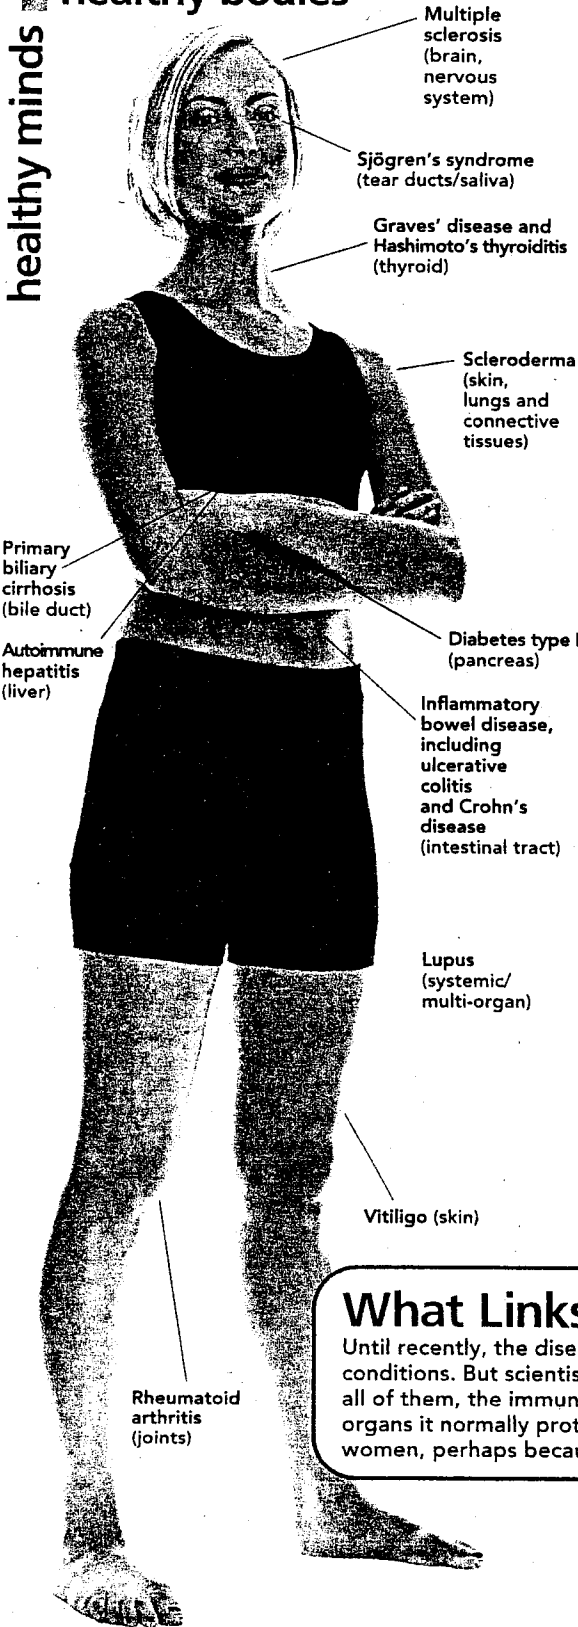 healthy bodies
healthy minds
Multiple
sclerosis
(brain,
nervous
system)
Sjögren's syndrome
(tear ducts/saliva)
Graves' disease and
Hashimoto's thyroiditis
(thyroid)
Scleroderma
(skin,
lungs and
connective
tissues)
Primary
biliary
cirrhosis
(bile duct)
Autoimmune
hepatitis
(liver)
Diabetes type I
(pancreas)
Inflammatory
bowel disease,
including
ulcerative
colitis
and Crohn's
disease
(intestinal tract)
Lupus
(systemic/
multi-organ)
Vitiligo (skin)
Rheumatoid
arthritis
(joints)
What Links
Until recently, the dise
conditions. But scientis
all of them, the immun
organs it normally prot
women, perhaps becau